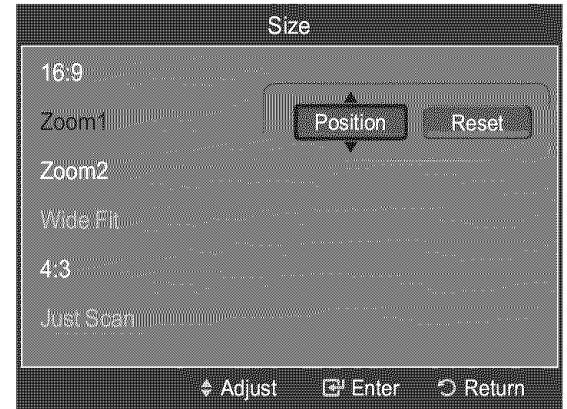 Size
16:9
Zoom1
Position Reset
Zoom2
Wide Fit
4:3
Just Scan
Adjust Enter Return